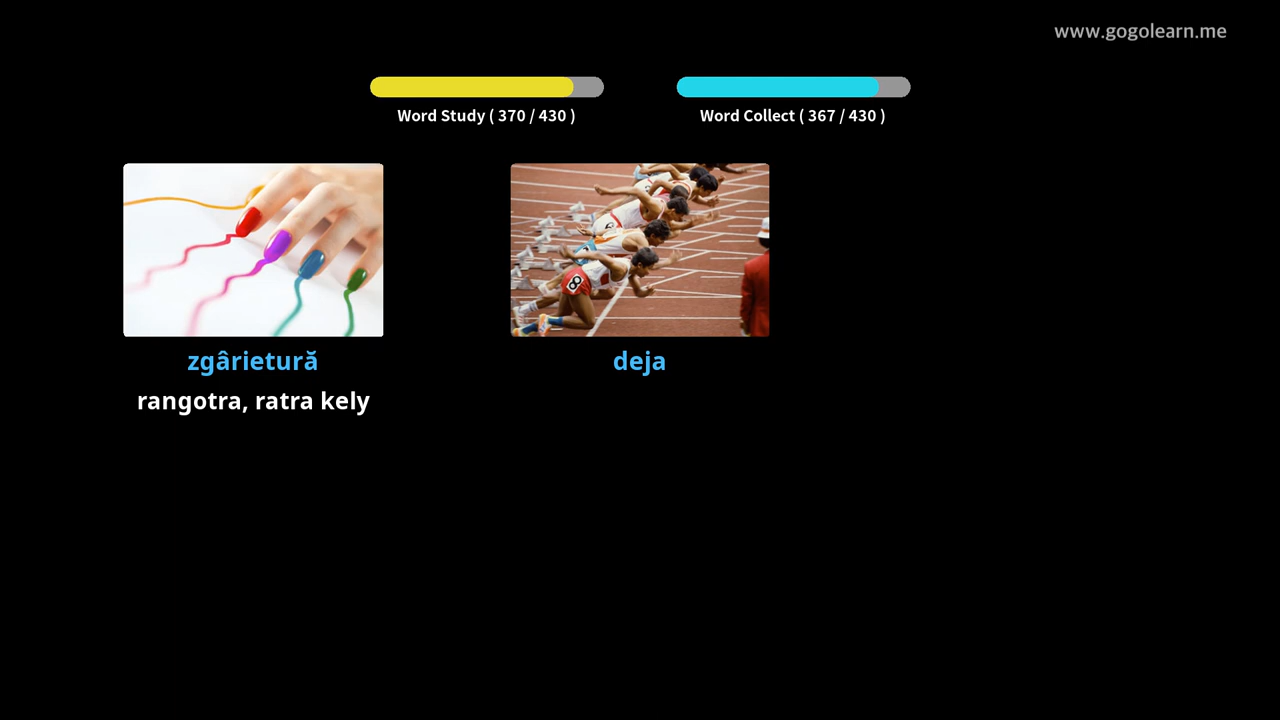 www.gogolearn.me
Word Study ( 370 / 430 )
Word Collect ( 367 / 430 )
zgârietură
rangotra, ratra kely
deja